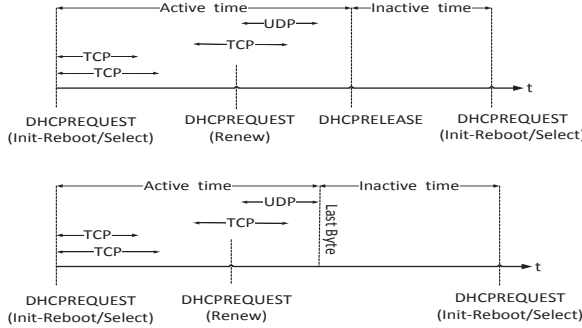 Active time Inactive time
UDP
TCP TCP
TCP
t
DHCPREQUEST DHCPREQUEST DHCPRELEASE DHCPREQUEST
(Init-Reboot/Select) (Renew) (Init-Reboot/Select)
Active time Inactive time
UDP
TCP TCP
TCP
Last Byte
t
DHCPREQUEST DHCPREQUEST DHCPREQUEST
(Init-Reboot/Select) (Renew) (Init-Reboot/Select)